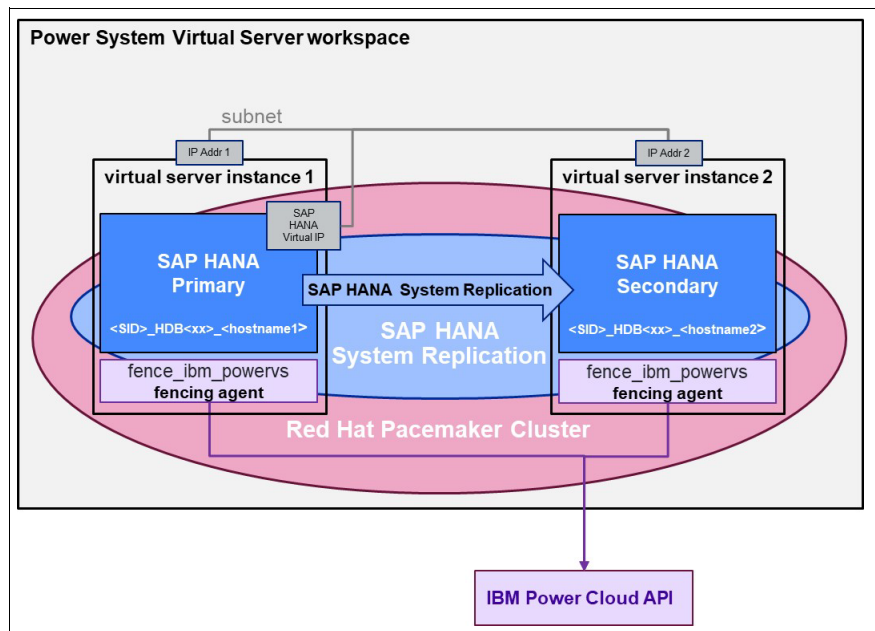 Power System Virtual Server workspace
subnet
IP Addr 1
IP Addr 2
virtual server instance 1
virtual server instance 2
SAP
HANA
Virtual IP
SAP HANA
Primary
<SID>_HDB<xx>_<hostname1>
SAP HANA System Replication
SAP HANA
Secondary
<SID>_HDB<xx>_<hostname2>
SAP HANA
System Replication
fence_ibm_powervs
fencing agent
fence_ibm_powervs
fencing agent
Red Hat Pacemaker Cluster
IBM Power Cloud API